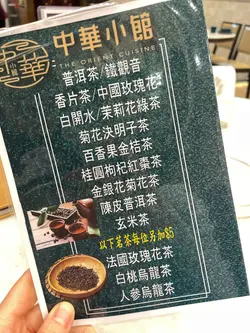 中華小館
THE ORIENT CUISINE
普洱茶/鐵觀音
香片茶/中國玫瑰花
白開水/茉莉花綠茶
菊花決明子茶
百香果金桔茶
桂圓枸杞紅棗茶
金銀花菊花茶
陳皮普洱茶
玄米茶
以下茗茶每位另加$5
法國玫瑰花茶
白桃烏龍茶
人參烏龍茶